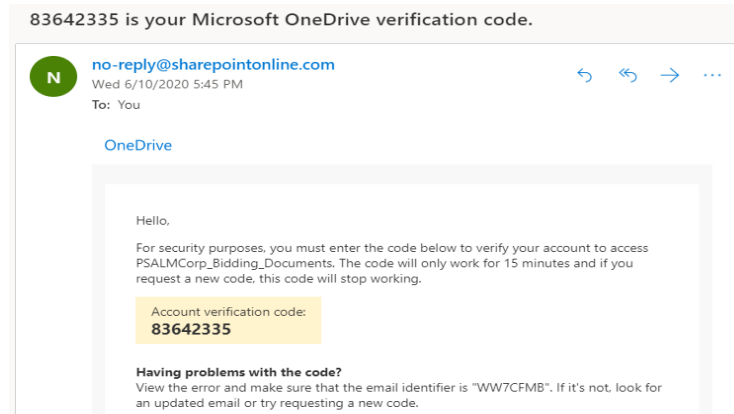 83642335 is your Microsoft OneDrive verification code.
N
no-reply@sharepointonline.com
Wed 6/10/2020 5:45 PM
To: You
OneDrive
Hello,
For security purposes, you must enter the code below to verify your account to access
PSALMCorp_Bidding_Documents. The code will only work for 15 minutes and if you
request a new code, this code will stop working.
Account verification code:
83642335
Having problems with the code?
View the error and make sure that the email identifier is "WW7CFMB". If it's not, look for
an updated email or try requesting a new code.